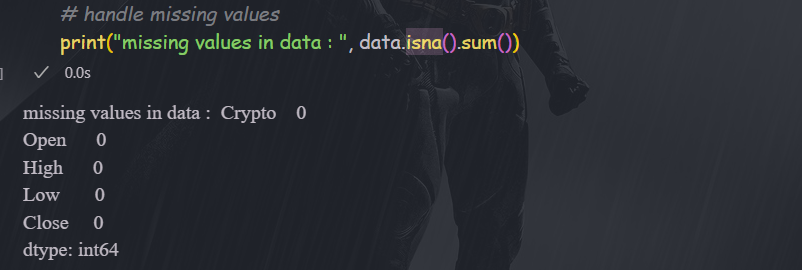 # handle missing values
print("missing values in data : ", data.isna().sum())
0.0s
missing values in data :  Crypto    0
Open      0
High      0
Low       0
Close     0
dtype: int64